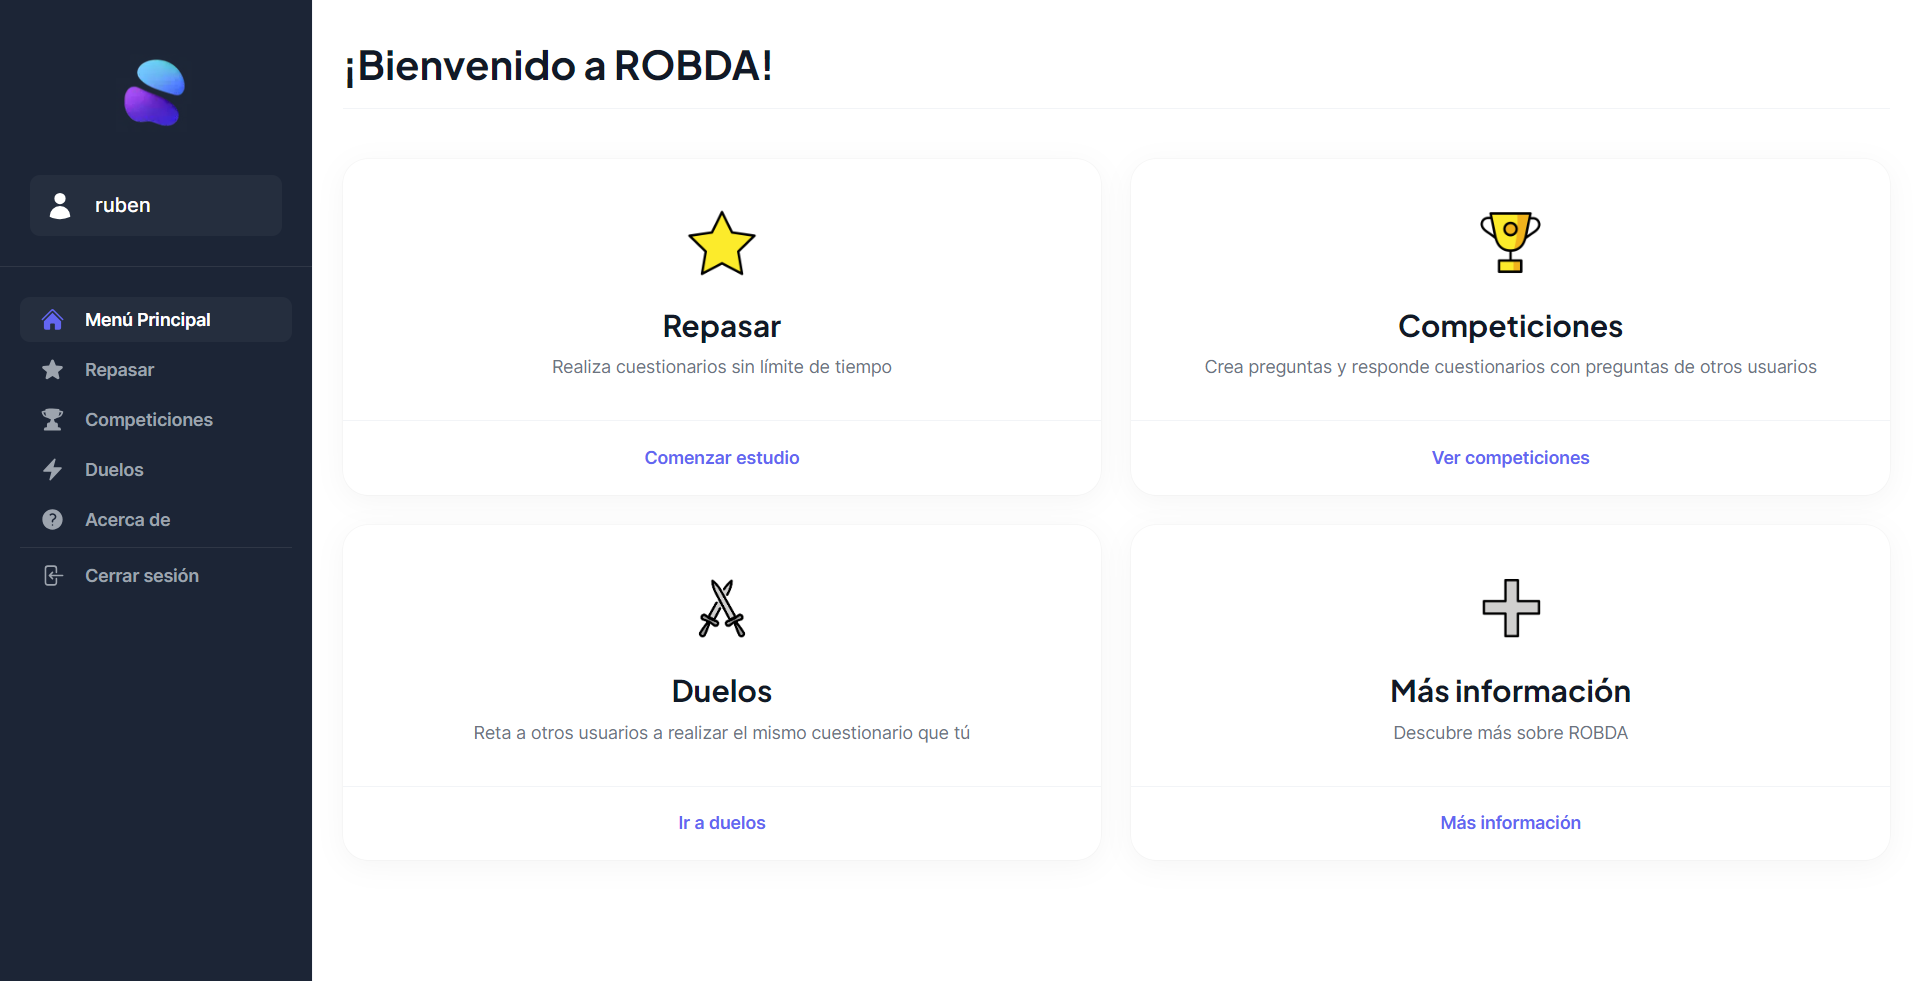 ruben
Menú Principal
Repasar
Competiciones
Duelos
Acerca de
Cerrar sesión
¡Bienvenido a ROBDA!
Repasar
Realiza cuestionarios sin límite de tiempo
Comenzar estudio
Competiciones
Crea preguntas y responde cuestionarios con preguntas de otros usuarios
Ver competiciones
Duelos
Reta a otros usuarios a realizar el mismo cuestionario que tú
Ir a duelos
Más información
Descubre más sobre ROBDA
Más información